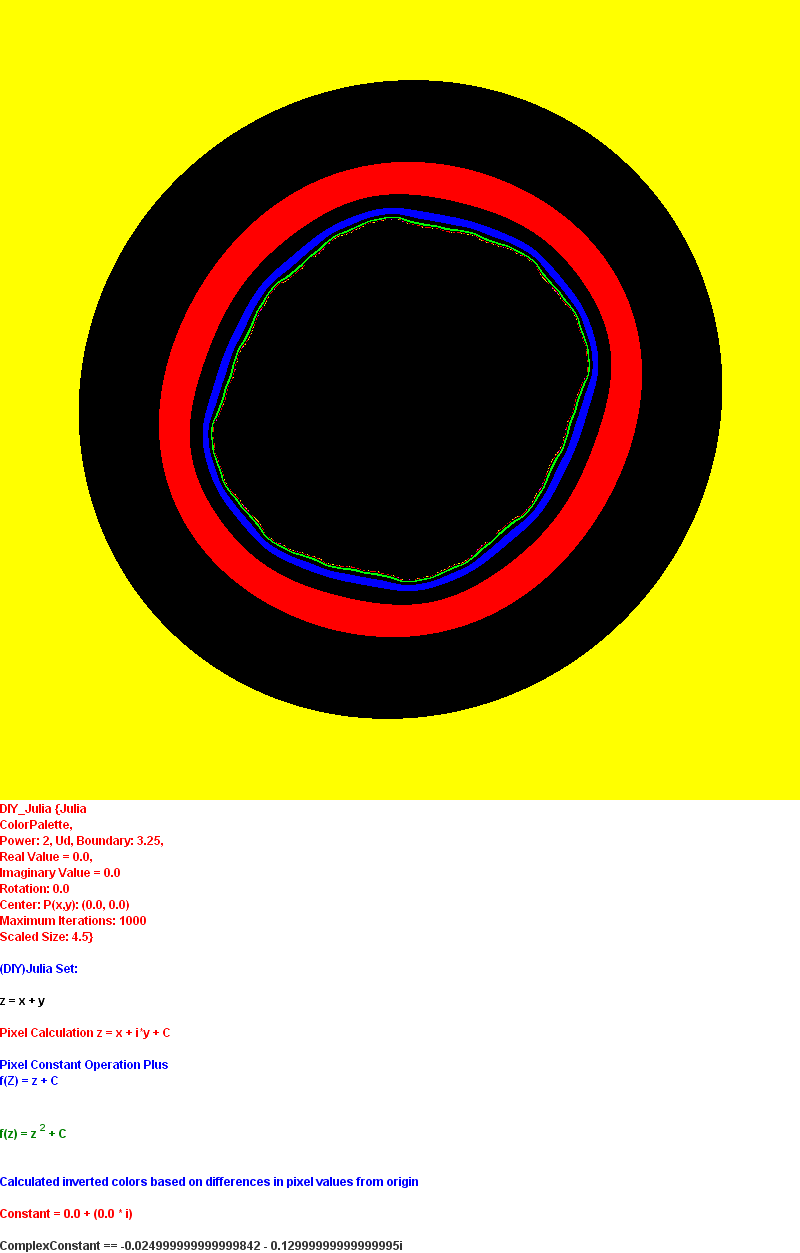 DIY_Julia {Julia
ColorPalette,
Power: 2, Ud, Boundary: 3.25,
Real Value = 0.0,
Imaginary Value = 0.0
Rotation: 0.0
Center: P(x,y): (0.0, 0.0)
Maximum Iterations: 1000
Scaled Size: 4.5}
(DIY)Julia Set:
z = x + y
Pixel Calculation z = x + i*y + C
Pixel Constant Operation Plus
f(Z) = z + C
f(z) = z ² + C
Calculated inverted colors based on differences in pixel values from origin
Constant = 0.0 + (0.0 * i)
ComplexConstant == -0.024999999999999842 - 0.12999999999999995i